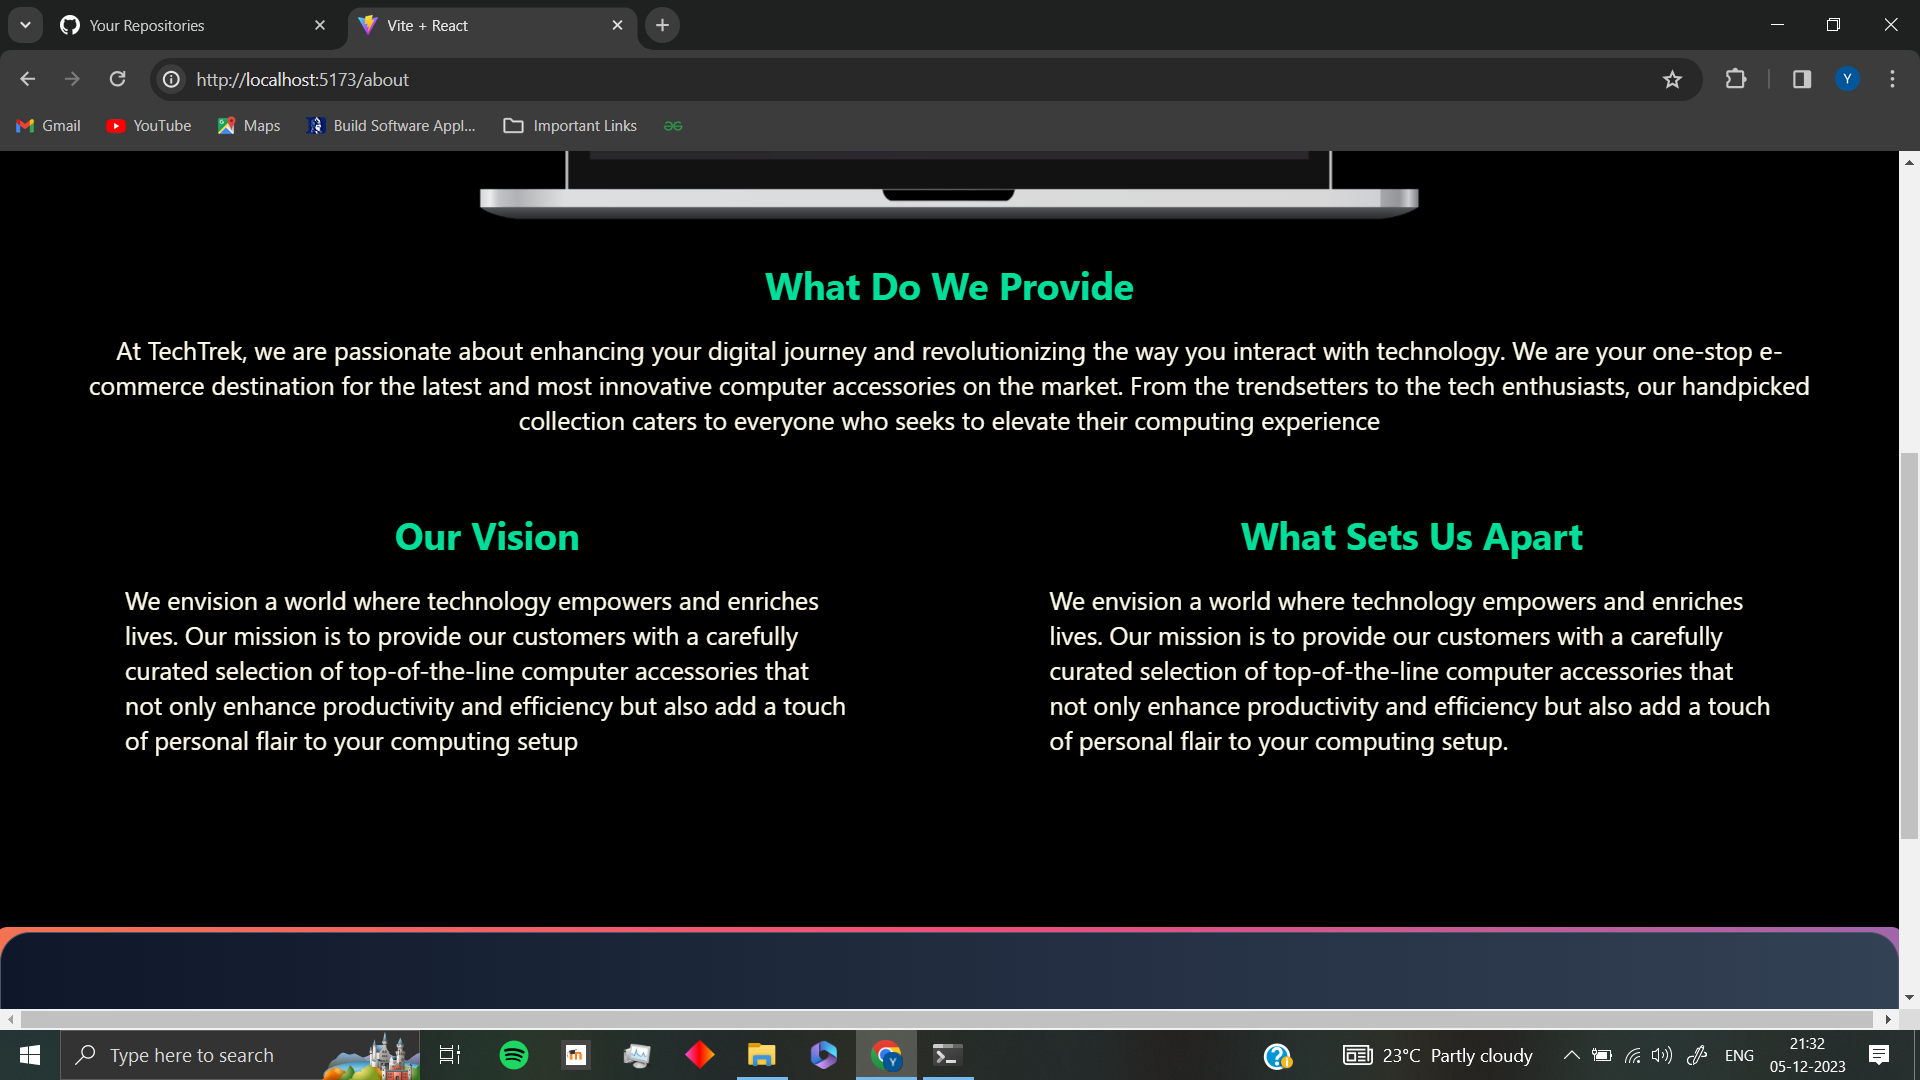 Your Repositories
Vite + React
http://localhost:5173/about
Y
Gmail
YouTube
Maps
Build Software Appl...
Important Links
What Do We Provide
At TechTrek, we are passionate about enhancing your digital journey and revolutionizing the way you interact with technology. We are your one-stop e-
commerce destination for the latest and most innovative computer accessories on the market. From the trendsetters to the tech enthusiasts, our handpicked
collection caters to everyone who seeks to elevate their computing experience
Our Vision
We envision a world where technology empowers and enriches
lives. Our mission is to provide our customers with a carefully
curated selection of top-of-the-line computer accessories that
not only enhance productivity and efficiency but also add a touch
of personal flair to your computing setup
What Sets Us Apart
We envision a world where technology empowers and enriches
lives. Our mission is to provide our customers with a carefully
curated selection of top-of-the-line computer accessories that
not only enhance productivity and efficiency but also add a touch
of personal flair to your computing setup.
Type here to search
23°C Partly cloudy
ENG
21:32
05-12-2023